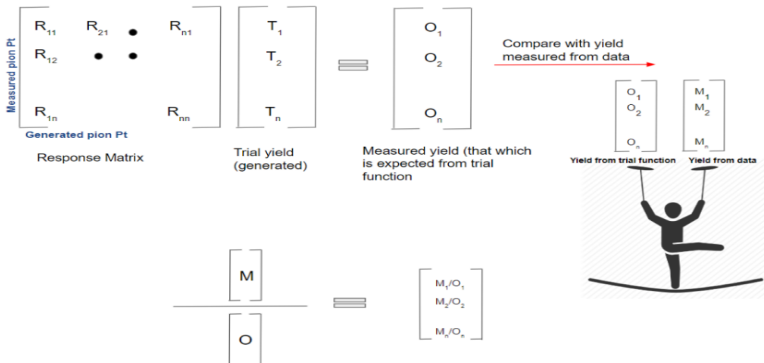 Measured pion Pt
R11 R21 Rn1
R12
R1n Rnn
Generated pion Pt
Response Matrix
T1
T2
Tn
Trial yield
(generated)
=
O1
O2
On
Measured yield (that which
is expected from trial
function
Compare with yield
measured from data
O1
O2
On
Yield from trial function
M1
M2
Mn
Yield from data
M
O
=
M1/O1
M2/O2
Mn/On